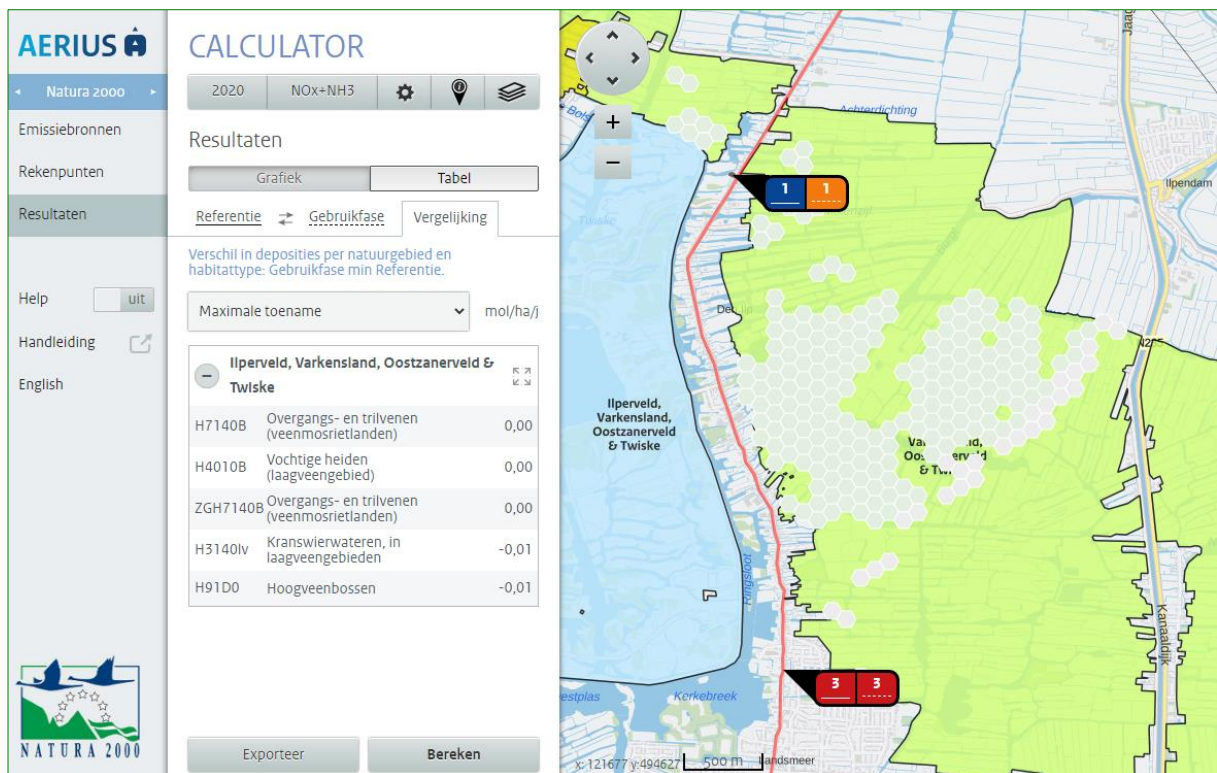 AERIUS
Natura 2000
Emissiebronnen
Rekenpunten
Resultaten
Help
uit
Handleiding
English
NATURA 2000
CALCULATOR
2020
NOx+NH3
Resultaten
Grafiek
Tabel
Referentie
Gebruikfase
Vergelijking
Verschil in deposities per natuurgebied en
habitattype: Gebruikfase min Referentie.
Maximale toename
mol/ha/j
Ilperveld, Varkensland, Oostzanerveld &
Twiske
H7140B Overgangs- en trilvenen
(veenmosrietlanden) 0,00
H4010B Vochtige heiden
(laagveengebied) 0,00
ZGH7140B Overgangs- en trilvenen
(veenmosrietlanden) 0,00
H3140lv Kranswierwateren, in
laagveengebieden -0,01
H91D0 Hoogveenbossen -0,01
Exporteer
Bereken
Achterdichting
Ilpendam
1
1
Twiske
Ilperveld,
Varkensland,
Oostzanerveld
& Twiske
Ringsloot
Kanaaldijk
3
3
Kerkebreek
x: 121677 y:494627
500 m
Landsmeer